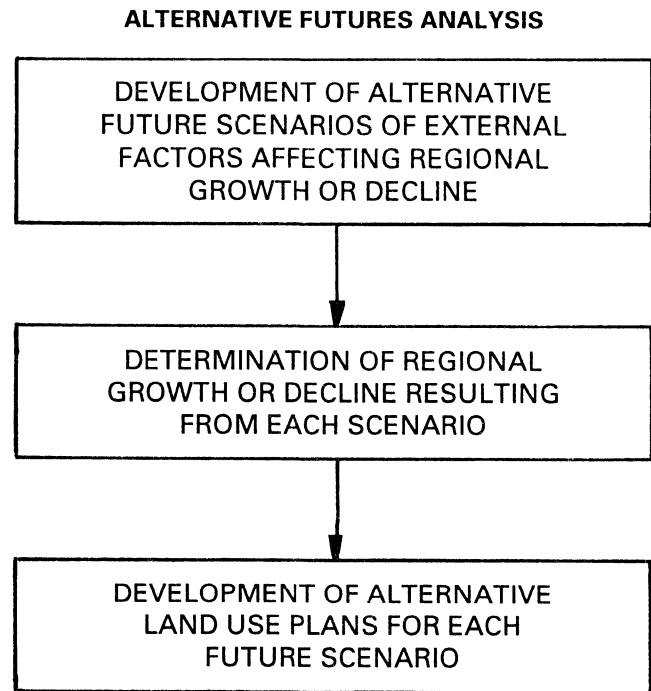 ALTERNATIVE FUTURES ANALYSIS
DEVELOPMENT OF ALTERNATIVE
FUTURE SCENARIOS OF EXTERNAL
FACTORS AFFECTING REGIONAL
GROWTH OR DECLINE
DETERMINATION OF REGIONAL
GROWTH OR DECLINE RESULTING
FROM EACH SCENARIO
DEVELOPMENT OF ALTERNATIVE
LAND USE PLANS FOR EACH
FUTURE SCENARIO